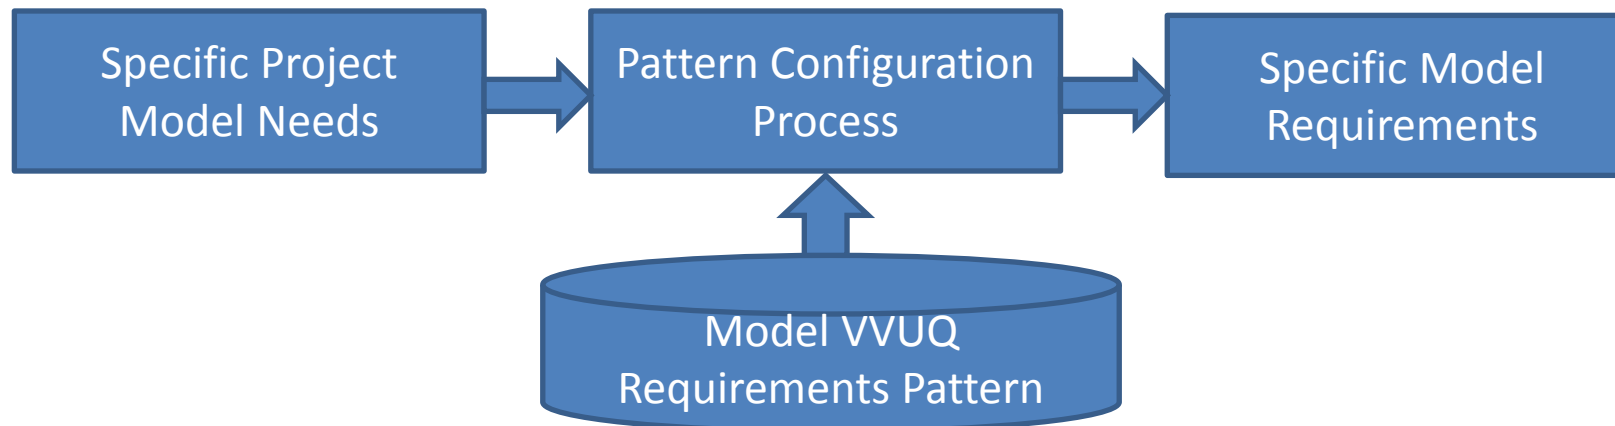 Specific Project
Model Needs
Pattern Configuration
Process
Specific Model
Requirements
Model VVUQ
Requirements Pattern